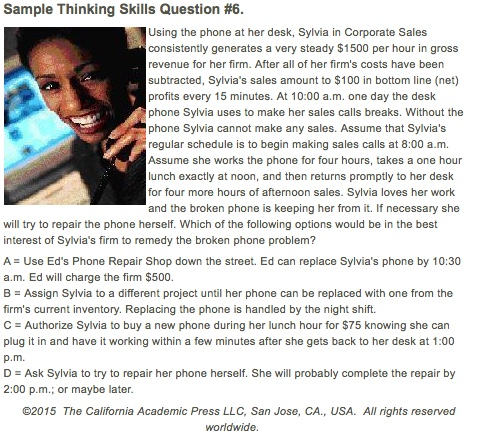 Sample Thinking Skills Question #6.
Using the phone at her desk, Sylvia in Corporate Sales
consistently generates a very steady $1500 per hour in gross
revenue for her firm. After all of her firm's costs have been
subtracted, Sylvia's sales amount to $100 in bottom line (net)
profits every 15 minutes. At 10:00 a.m. one day the desk
phone Sylvia uses to make her sales calls breaks. Without the
phone Sylvia cannot make any sales. Assume that Sylvia's
regular schedule is to begin making sales calls at 8:00 a.m.
Assume she works the phone for four hours, takes a one hour
lunch exactly at noon, and then returns promptly to her desk
for four more hours of afternoon sales. Sylvia loves her work
and the broken phone is keeping her from it. If necessary she
will try to repair the phone herself. Which of the following options would be in the best
interest of Sylvia's firm to remedy the broken phone problem?
A = Use Ed's Phone Repair Shop down the street. Ed can replace Sylvia's phone by 10:30
a.m. Ed will charge the firm $500.
B = Assign Sylvia to a different project until her phone can be replaced with one from the
firm's current inventory. Replacing the phone is handled by the night shift.
C = Authorize Sylvia to buy a new phone during her lunch hour for $75 knowing she can
plug it in and have it working within a few minutes after she gets back to her desk at 1:00
p.m.
D = Ask Sylvia to try to repair her phone herself. She will probably complete the repair by
2:00 p.m.; or maybe later.
©2015 The California Academic Press LLC, San Jose, CA., USA. All rights reserved
worldwide.